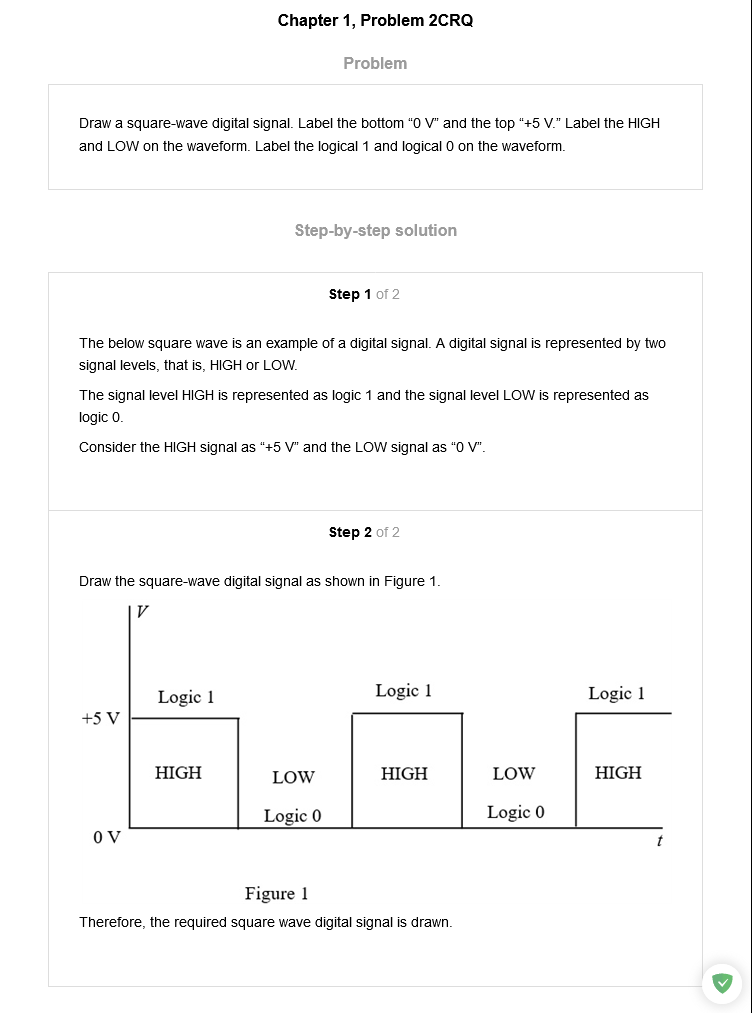 Chapter 1, Problem 2CRQ
Problem
Draw a square-wave digital signal. Label the bottom “0 V” and the top “+5 V.” Label the HIGH
and LOW on the waveform. Label the logical 1 and logical 0 on the waveform.
Step-by-step solution
Step 1 of 2
The below square wave is an example of a digital signal. A digital signal is represented by two
signal levels, that is, HIGH or LOW.
The signal level HIGH is represented as logic 1 and the signal level LOW is represented as
logic 0.
Consider the HIGH signal as “+5 V” and the LOW signal as “0 V”.
Step 2 of 2
Draw the square-wave digital signal as shown in Figure 1.
V
Logic 1 Logic 1 Logic 1
+5 V
HIGH LOW HIGH LOW HIGH
Logic 0 Logic 0
0 V t
Figure 1
Therefore, the required square wave digital signal is drawn.